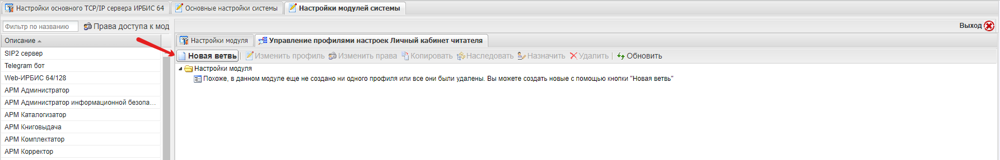 Настройки основного TCP/IP сервера ИРБИС 64 Основные настройки системы Настройки модулей системы
Фильтр по названию Права доступа к мод Выход
Описание Настройки модуля Управление профилями настроек Личный кабинет читателя
SIP2 сервер Новая ветвь Изменить профиль Изменить права Копировать Наследовать Назначить Удалить Обновить
Telegram бот Настройки модуля
Web-ИРБИС 64/128 Похоже, в данном модуле еще не создано ни одного профиля или все они были удалены. Вы можете создать новые с помощью кнопки "Новая ветвь"
АРМ Администратор
АРМ Администратор информационной безопа...
АРМ Каталогизатор
АРМ Книговыдача
АРМ Комплектатор
АРМ Корректор